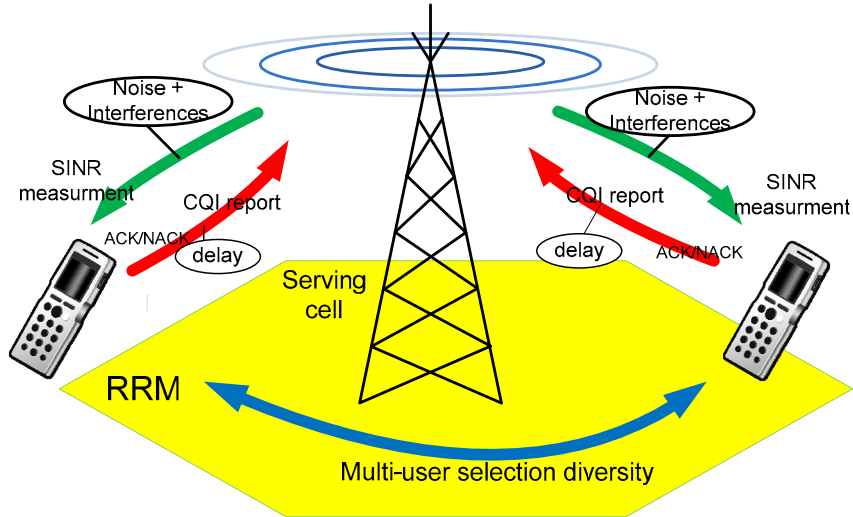 Noise +
Interferences
SINR
measurment
CQI report
ACK/NACK
delay
Noise +
Interferences
SINR
measurment
CQI report
delay
ACK/NACK
Serving
cell
RRM
Multi-user selection diversity